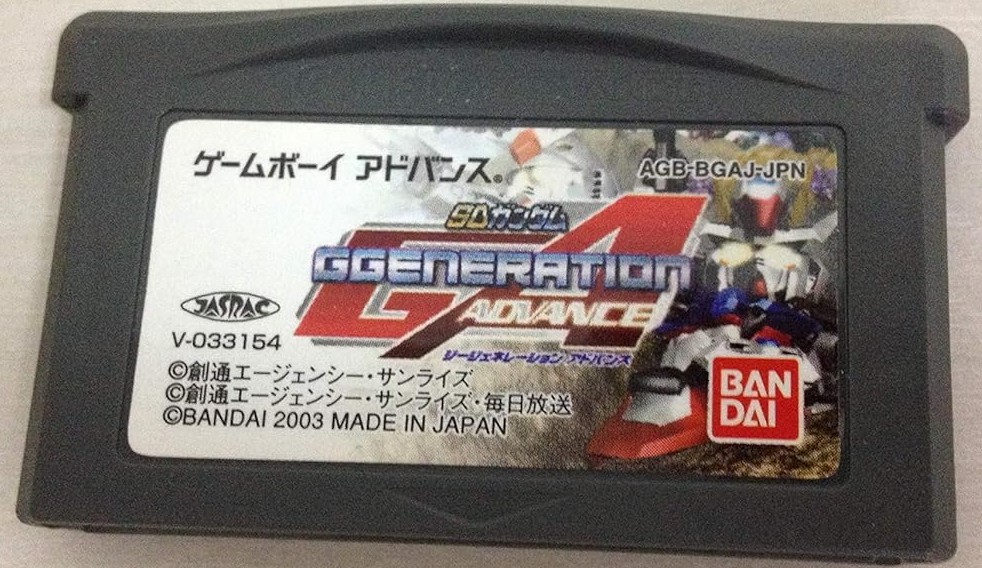 ゲームボーイ アドバンス®
AGB-BGAJ-JPN
SDガンダム
GGENERATION
ADVANCE
ジージェネレーション アドバンス
JASRAC
V-033154
©創通エージェンシー・サンライズ
©創通エージェンシー・サンライズ・毎日放送
©BANDAI 2003 MADE IN JAPAN
BAN
DAI